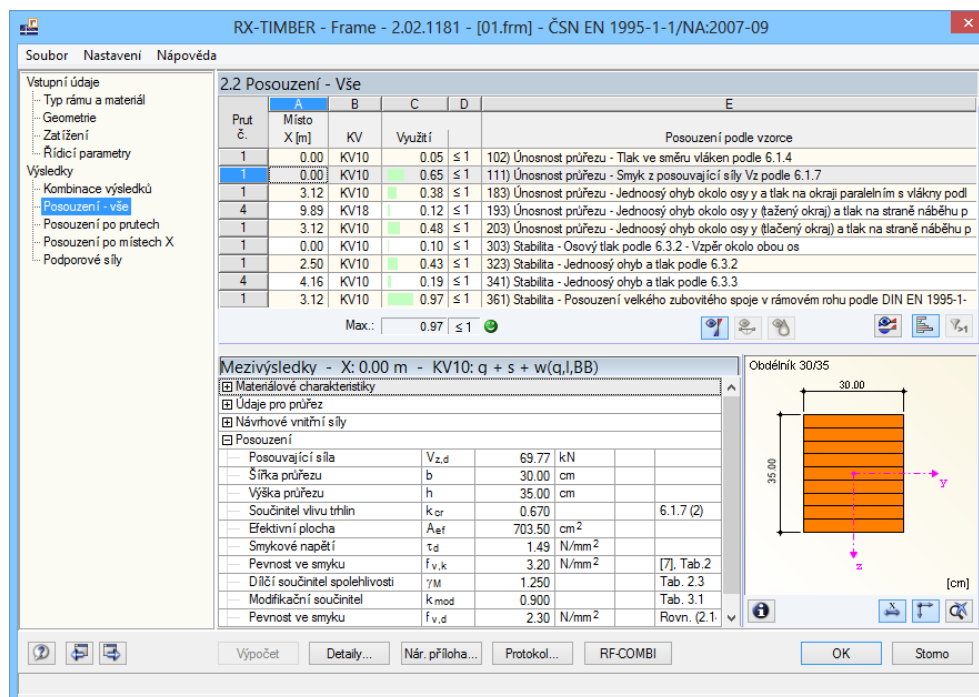 RX-TIMBER - Frame - 2.02.1181 - [01.frm] - ČSN EN 1995-1-1/NA:2007-09
Soubor Nastavení Nápověda
Vstupní údaje
Typ rámu a materiál
Geometrie
Zatížení
Řídicí parametry
Výsledky
Kombinace výsledků
Posouzení - vše
Posouzení po prutech
Posouzení po místech X
Podporové síly
2.2 Posouzení - Vše
A B C D E
Prut č. Místo X [m] KV Využití Posouzení podle vzorce
1 0.00 KV10 0.05 ≤ 1 102) Únosnost průřezu - Tlak ve směru vláken podle 6.1.4
1 0.00 KV10 0.65 ≤ 1 111) Únosnost průřezu - Smyk z posouvající síly Vz podle 6.1.7
1 3.12 KV10 0.38 ≤ 1 183) Únosnost průřezu - Jednoosý ohyb okolo osy y a tlak na okraji paralelním s vlákny podl
4 9.89 KV18 0.12 ≤ 1 193) Únosnost průřezu - Jednoosý ohyb okolo osy y (tažený okraj) a tlak na straně náběhu p
1 3.12 KV10 0.48 ≤ 1 203) Únosnost průřezu - Jednoosý ohyb okolo osy y (tlačený okraj) a tlak na straně náběhu p
1 0.00 KV10 0.10 ≤ 1 303) Stabilita - Osový tlak podle 6.3.2 - Vzpěr okolo obou os
1 2.50 KV10 0.43 ≤ 1 323) Stabilita - Jednoosý ohyb a tlak podle 6.3.2
4 4.16 KV10 0.19 ≤ 1 341) Stabilita - Jednoosý ohyb a tlak podle 6.3.3
1 3.12 KV10 0.97 ≤ 1 361) Stabilita - Posouzení velkého zubovitého spoje v rámovém rohu podle DIN EN 1995-1-
Max.: 0.97 ≤ 1
>1
Mezivýsledky - X: 0.00 m - KV10: g + s + w(q,l,BB)
Materiálové charakteristiky
Údaje pro průřez
Návrhové vnitřní síly
Posouzení
Posouvající síla Vz,d 69.77 kN
Šířka průřezu b 30.00 cm
Výška průřezu h 35.00 cm
Součinitel vlivu trhlin kcr 0.670 6.1.7 (2)
Efektivní plocha Aef 703.50 cm2
Smykové napětí τd 1.49 N/mm2
Pevnost ve smyku fv,k 3.20 N/mm2 [7], Tab.2
Dílčí součinitel spolehlivosti γM 1.250 Tab. 2.3
Modifikační součinitel kmod 0.900 Tab. 3.1
Pevnost ve smyku fv,d 2.30 N/mm2 Rovn. (2.1
Obdélník 30/35
30.00
35.00
y
z
[cm]
x
Výpočet Detaily... Nár. příloha... Protokol... RF-COMBI OK Storno